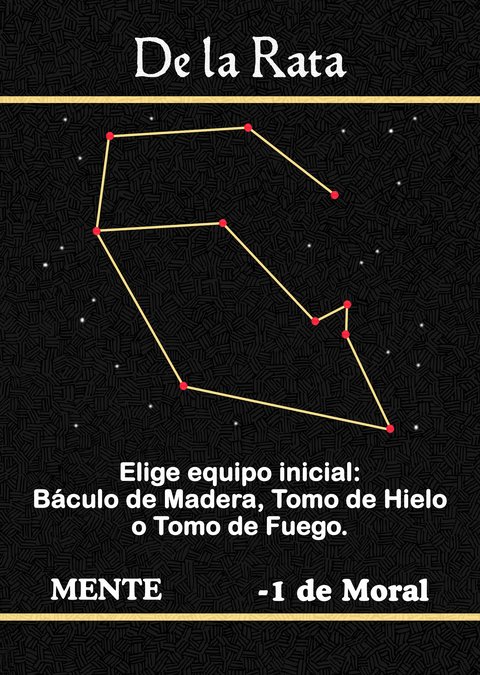 De la Rata
Elige equipo inicial:
Báculo de Madera, Tomo de Hielo
o Tomo de Fuego.
MENTE -1 de Moral